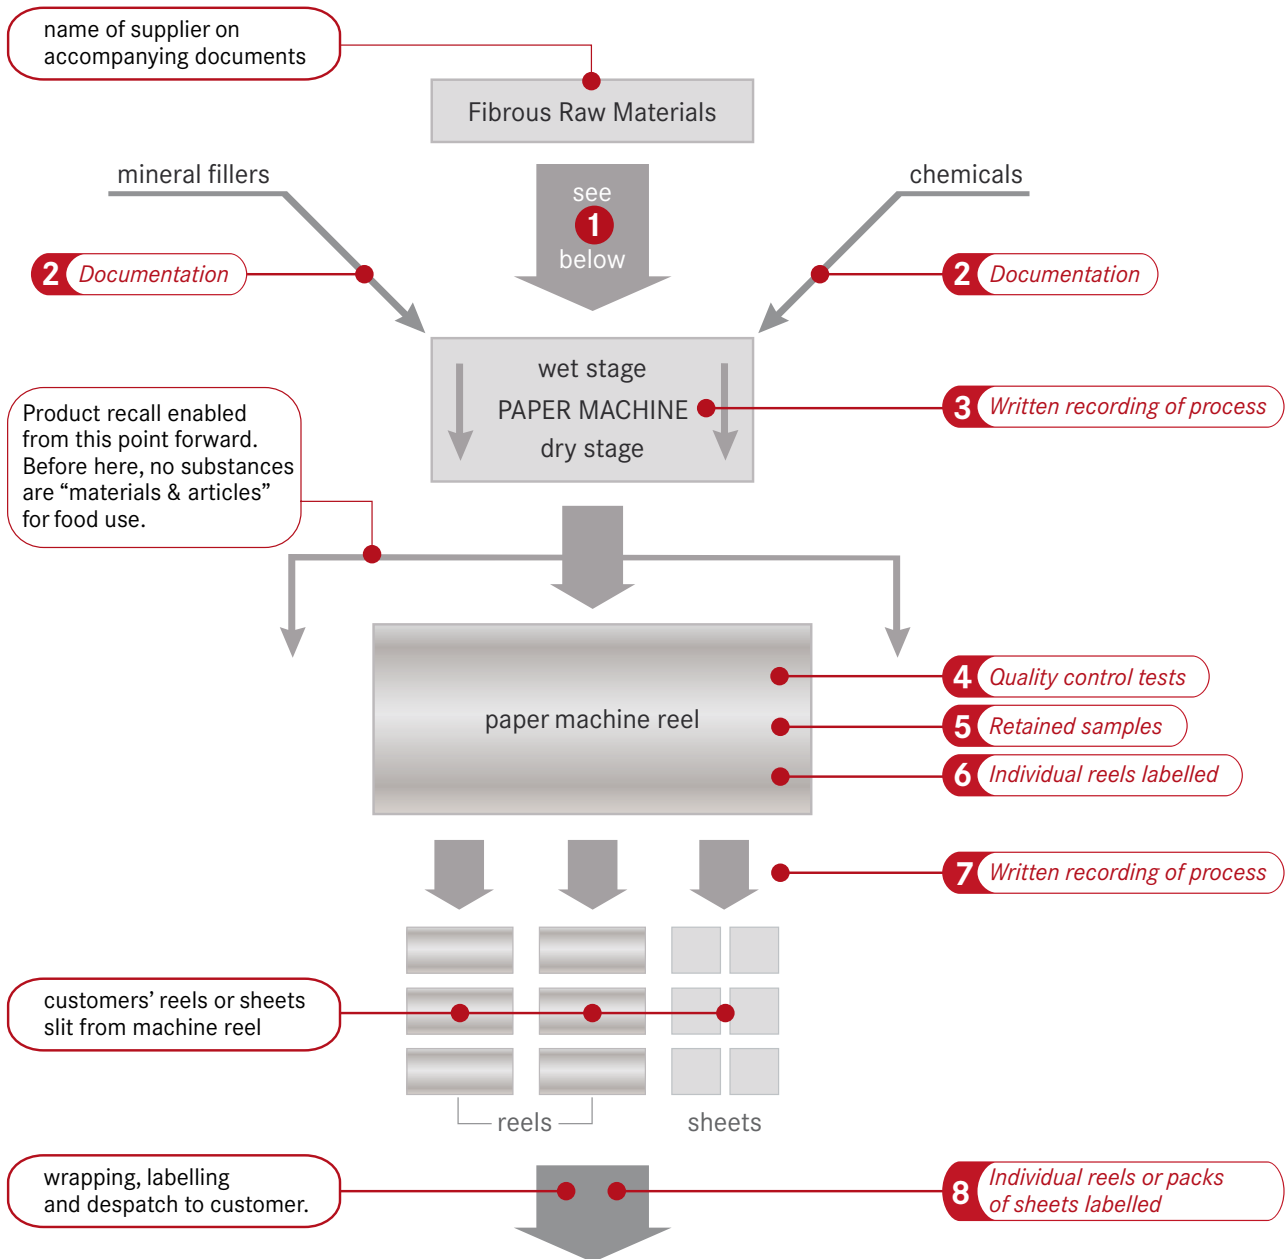 name of supplier on
accompanying documents
Fibrous Raw Materials
mineral fillers
chemicals
see
1
below
2 Documentation
2 Documentation
wet stage
PAPER MACHINE
dry stage
3 Written recording of process
Product recall enabled
from this point forward.
Before here, no substances
are “materials & articles”
for food use.
paper machine reel
4 Quality control tests
5 Retained samples
6 Individual reels labelled
7 Written recording of process
customers’ reels or sheets
slit from machine reel
reels
sheets
wrapping, labelling
and despatch to customer.
8 Individual reels or packs
of sheets labelled